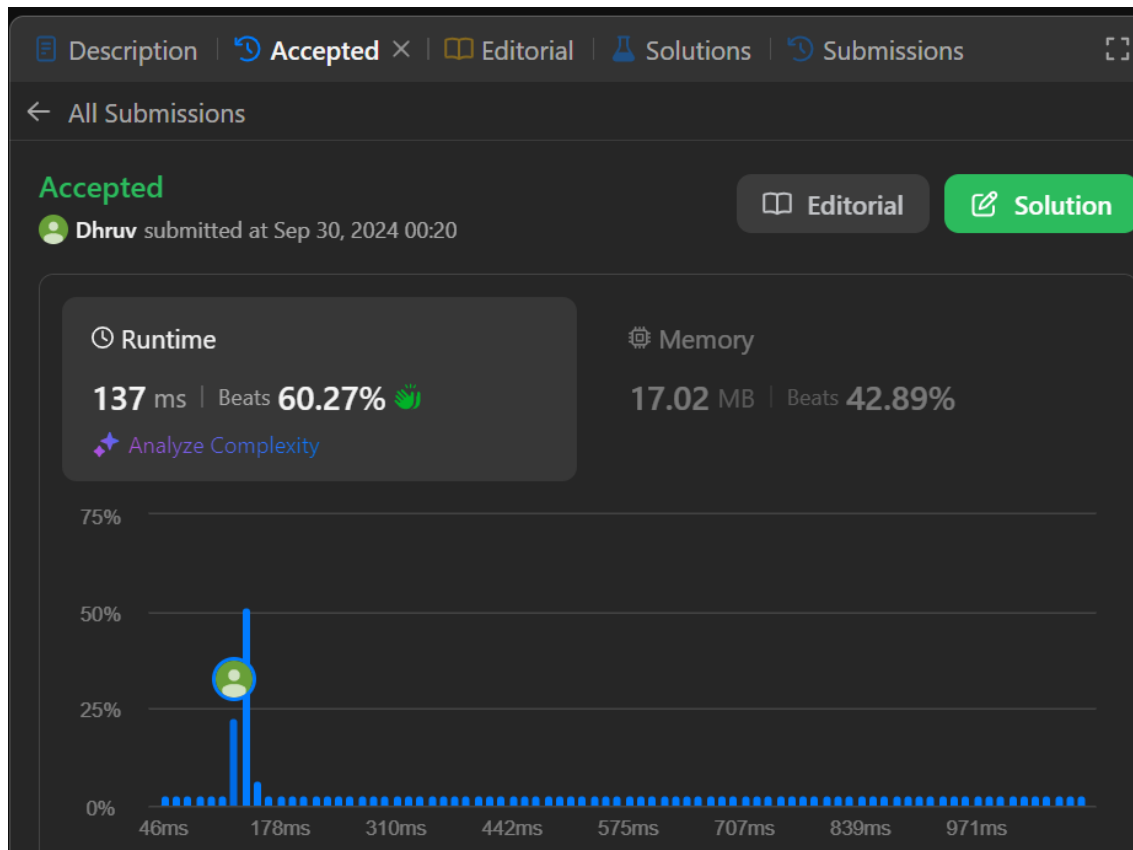 Description Accepted Editorial Solutions Submissions
All Submissions
Accepted
Editorial Solution
Dhruv submitted at Sep 30, 2024 00:20
Runtime Memory
137 ms Beats 60.27% 17.02 MB Beats 42.89%
Analyze Complexity
75%
50%
25%
0%
46ms 178ms 310ms 442ms 575ms 707ms 839ms 971ms